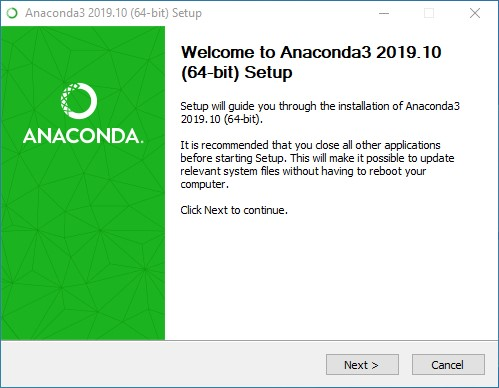 Anaconda3 2019.10 (64-bit) Setup
ANACONDA.
Welcome to Anaconda3 2019.10
(64-bit) Setup
Setup will guide you through the installation of Anaconda3
2019.10 (64-bit).
It is recommended that you close all other applications
before starting Setup. This will make it possible to update
relevant system files without having to reboot your
computer.
Click Next to continue.
Next >
Cancel